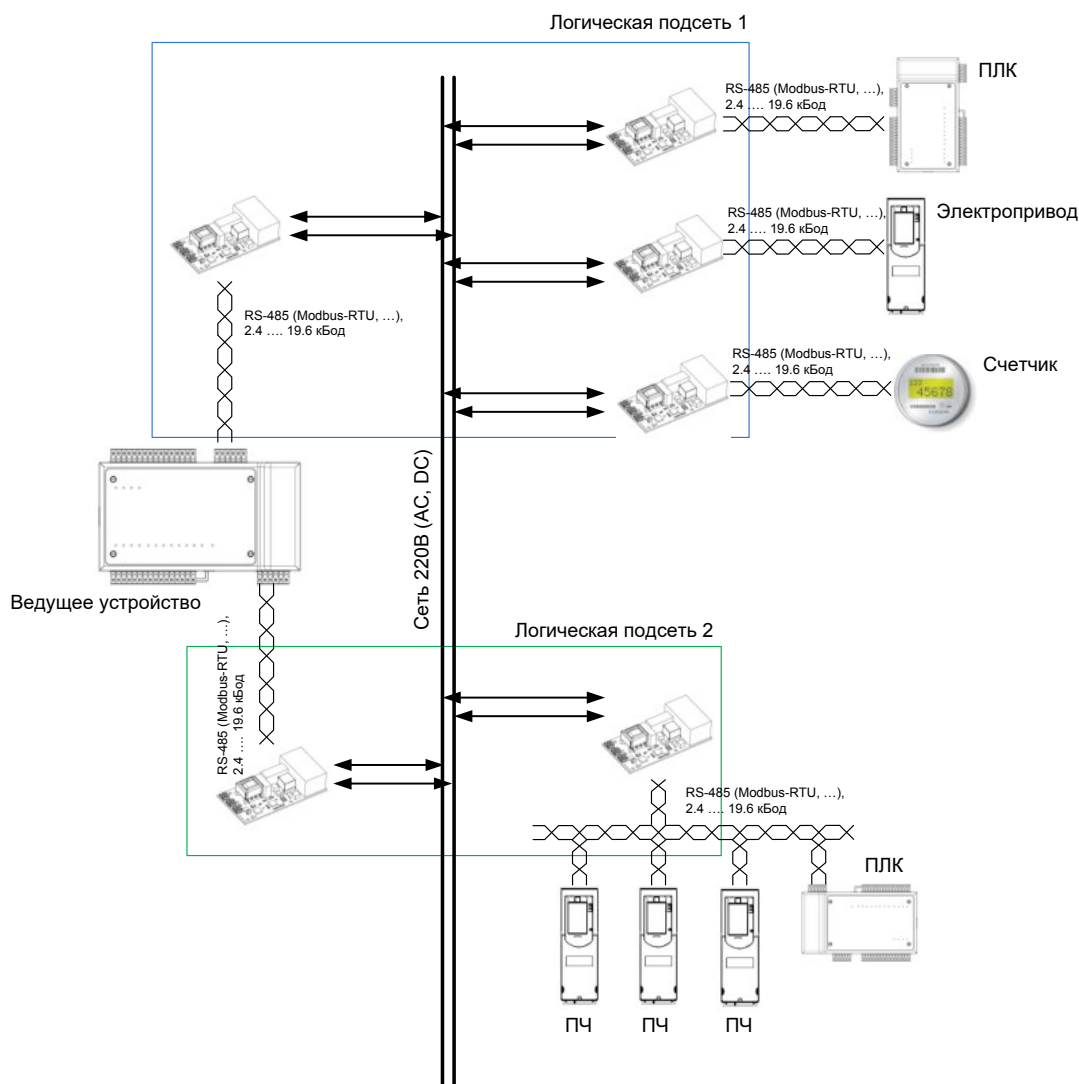 Логическая подсеть 1
ПЛК
RS-485 (Modbus-RTU, …),
2.4 …. 19.6 кБод
RS-485 (Modbus-RTU, …),
2.4 …. 19.6 кБод
Электропривод
RS-485 (Modbus-RTU, …),
2.4 …. 19.6 кБод
RS-485 (Modbus-RTU, …),
2.4 …. 19.6 кБод
Счетчик
45678
Сеть 220В (AC, DC)
Ведущее устройство
RS-485 (Modbus-RTU, …),
2.4 …. 19.6 кБод
Логическая подсеть 2
RS-485 (Modbus-RTU, …),
2.4 …. 19.6 кБод
ПЛК
ПЧ
ПЧ
ПЧ